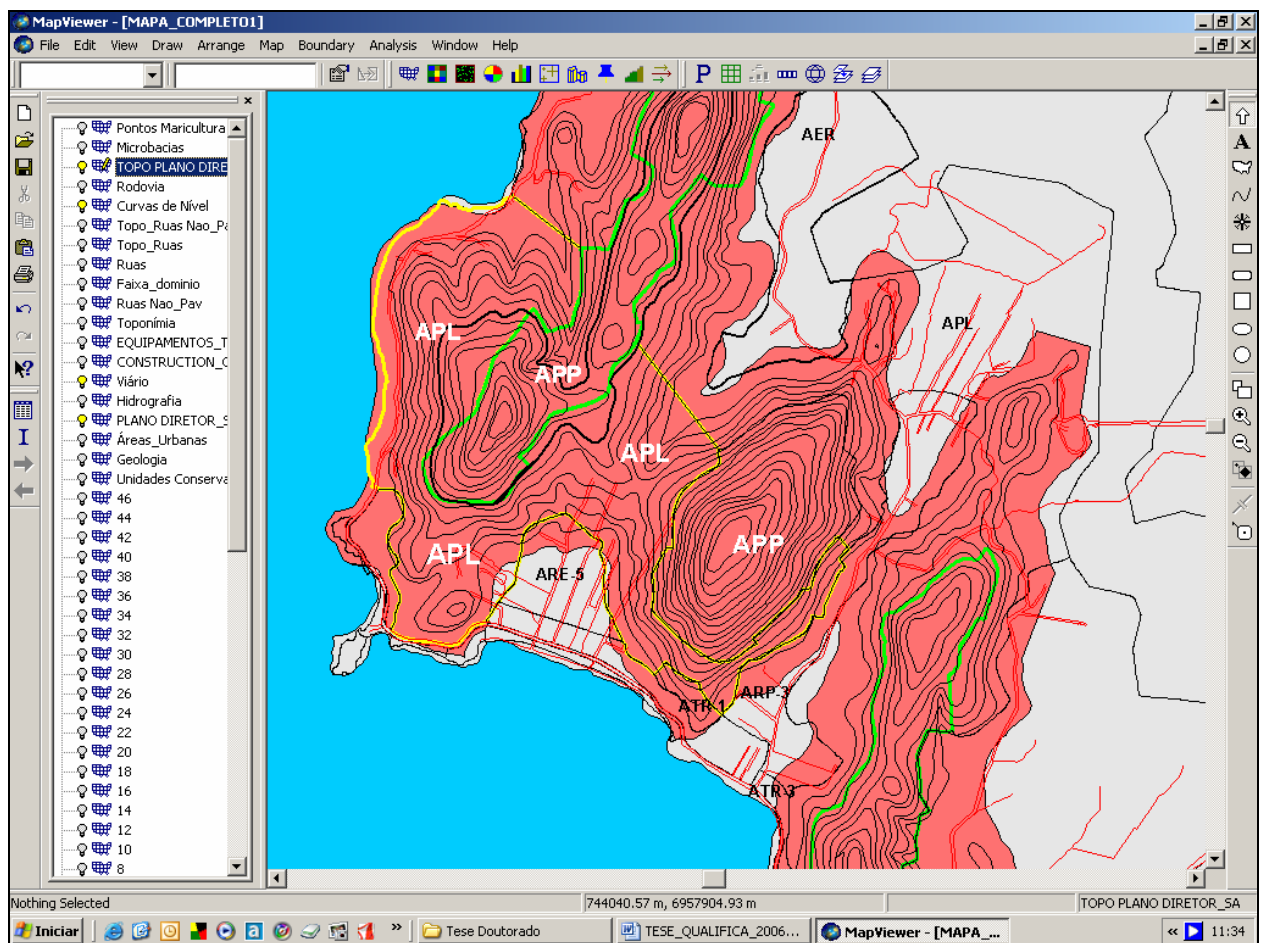 MapViewer - [MAPA_COMPLETO1]
File Edit View Draw Arrange Map Boundary Analysis Window Help
Pontos Maricultura
Microbacias
TOPO PLANO DIRE
Rodovia
Curvas de Nível
Topo_Ruas Nao_Pa
Topo_Ruas
Ruas
Faixa_dominio
Ruas Nao_Pav
Toponímia
EQUIPAMENTOS_T
CONSTRUCTION_C
Viário
Hidrografia
PLANO DIRETOR_S
Áreas_Urbanas
Geologia
Unidades Conserva
46
44
42
40
38
36
34
32
30
28
26
24
22
20
18
16
14
12
10
8
AER
APL
APL
APP
APL
APP
APL
ARE-5
ARP-3
ATR-1
ATR-3
Nothing Selected
744040.57 m, 6957904.93 m
TOPO PLANO DIRETOR_SA
Iniciar
Tese Doutorado
TESE_QUALIFICA_2006...
MapViewer - [MAPA_...
11:34